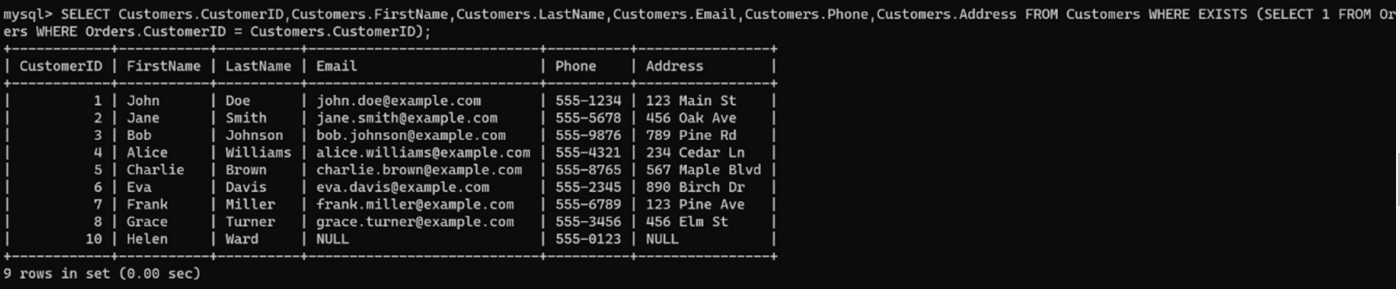 mysql> SELECT Customers.CustomerID,Customers.FirstName,Customers.LastName,Customers.Email,Customers.Phone,Customers.Address FROM Customers WHERE EXISTS (SELECT 1 FROM Or
ers WHERE Orders.CustomerID = Customers.CustomerID);
+------------+-----------+----------+----------------------------+----------+----------------+
| CustomerID | FirstName | LastName | Email                      | Phone    | Address        |
+------------+-----------+----------+----------------------------+----------+----------------+
|          1 | John      | Doe      | john.doe@example.com       | 555-1234 | 123 Main St    |
|          2 | Jane      | Smith    | jane.smith@example.com     | 555-5678 | 456 Oak Ave    |
|          3 | Bob       | Johnson  | bob.johnson@example.com    | 555-9876 | 789 Pine Rd    |
|          4 | Alice     | Williams | alice.williams@example.com | 555-4321 | 234 Cedar Ln   |
|          5 | Charlie   | Brown    | charlie.brown@example.com  | 555-8765 | 567 Maple Blvd |
|          6 | Eva       | Davis    | eva.davis@example.com      | 555-2345 | 890 Birch Dr   |
|          7 | Frank     | Miller   | frank.miller@example.com   | 555-6789 | 123 Pine Ave   |
|          8 | Grace     | Turner   | grace.turner@example.com   | 555-3456 | 456 Elm St     |
|         10 | Helen     | Ward     | NULL                       | 555-0123 | NULL           |
+------------+-----------+----------+----------------------------+----------+----------------+
9 rows in set (0.00 sec)